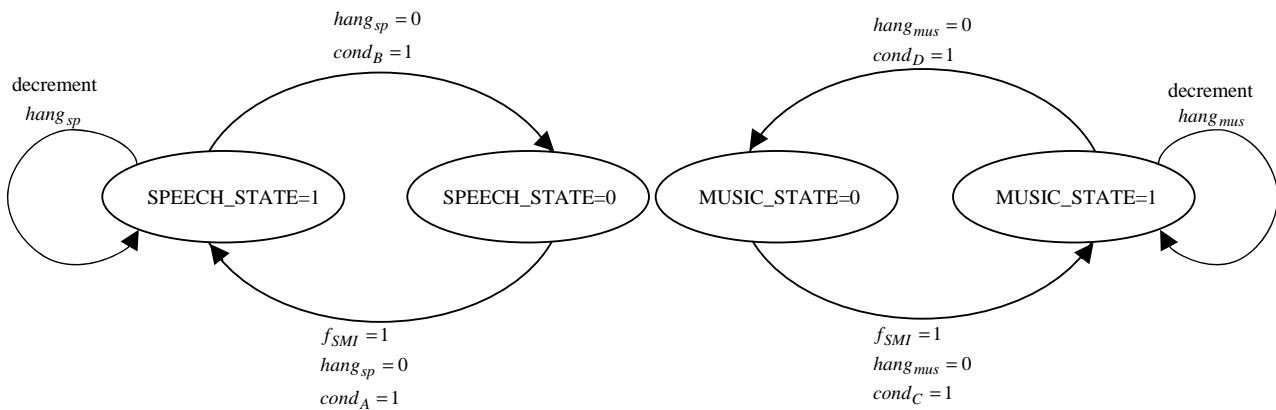 hang_sp = 0
cond_B = 1
hang_mus = 0
cond_D = 1
decrement
hang_sp
decrement
hang_mus
SPEECH_STATE=1
SPEECH_STATE=0
MUSIC_STATE=0
MUSIC_STATE=1
f_SMI = 1
hang_sp = 0
cond_A = 1
f_SMI = 1
hang_mus = 0
cond_C = 1